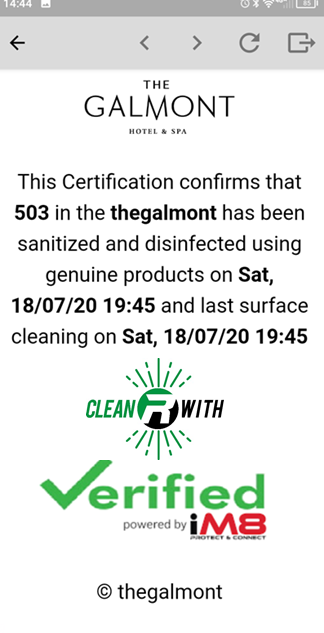 14:44
85
THE
GALMONT
HOTEL & SPA
This Certification confirms that
503 in the thegalmont has been
sanitized and disinfected using
genuine products on Sat,
18/07/20 19:45 and last surface
cleaning on Sat, 18/07/20 19:45
CLEAN R WITH
Verified
powered by iM8
PROTECT & CONNECT
© thegalmont